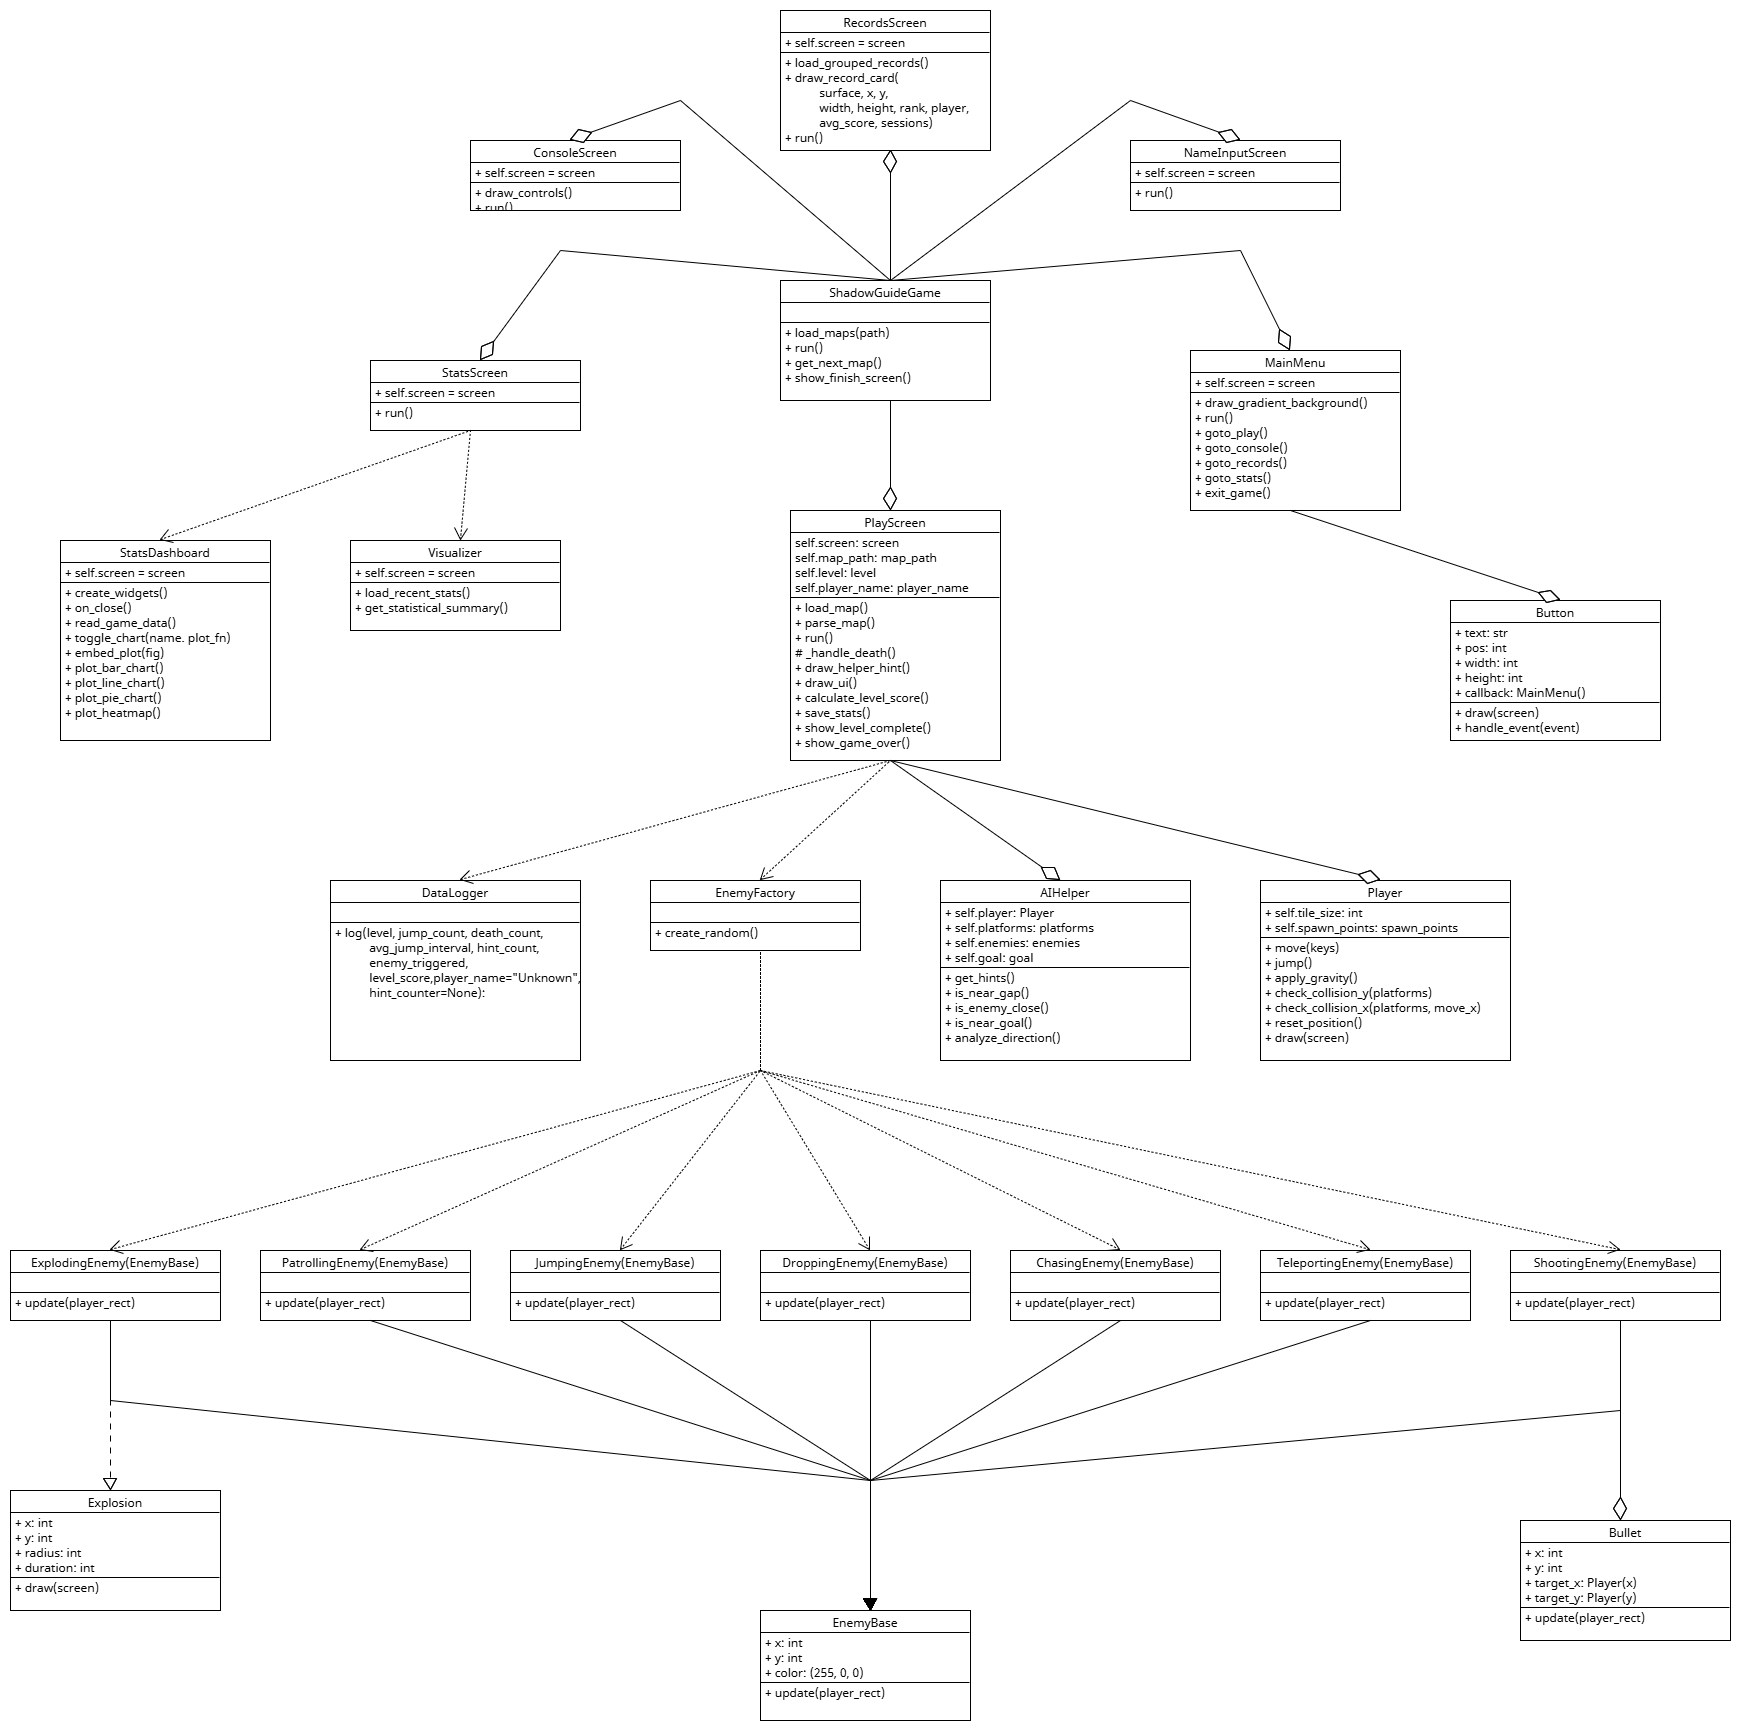 RecordsScreen
+ self.screen = screen
+ load_grouped_records()
+ draw_record_card(
surface, x, y,
width, height, rank, player,
avg_score, sessions)
+ run()
ConsoleScreen
+ self.screen = screen
+ draw_controls()
+ run()
NameInputScreen
+ self.screen = screen
+ run()
ShadowGuideGame
+ load_maps(path)
+ run()
+ get_next_map()
+ show_finish_screen()
StatsScreen
+ self.screen = screen
+ run()
MainMenu
+ self.screen = screen
+ draw_gradient_background()
+ run()
+ goto_play()
+ goto_console()
+ goto_records()
+ goto_stats()
+ exit_game()
StatsDashboard
+ self.screen = screen
+ create_widgets()
+ on_close()
+ read_game_data()
+ toggle_chart(name. plot_fn)
+ embed_plot(fig)
+ plot_bar_chart()
+ plot_line_chart()
+ plot_pie_chart()
+ plot_heatmap()
Visualizer
+ self.screen = screen
+ load_recent_stats()
+ get_statistical_summary()
PlayScreen
self.screen: screen
self.map_path: map_path
self.level: level
self.player_name: player_name
+ load_map()
+ parse_map()
+ run()
# _handle_death()
+ draw_helper_hint()
+ draw_ui()
+ calculate_level_score()
+ save_stats()
+ show_level_complete()
+ show_game_over()
Button
+ text: str
+ pos: int
+ width: int
+ height: int
+ callback: MainMenu()
+ draw(screen)
+ handle_event(event)
DataLogger
+ log(level, jump_count, death_count,
avg_jump_interval, hint_count,
enemy_triggered,
level_score,player_name="Unknown",
hint_counter=None):
EnemyFactory
+ create_random()
AIHelper
+ self.player: Player
+ self.platforms: platforms
+ self.enemies: enemies
+ self.goal: goal
+ get_hints()
+ is_near_gap()
+ is_enemy_close()
+ is_near_goal()
+ analyze_direction()
Player
+ self.tile_size: int
+ self.spawn_points: spawn_points
+ move(keys)
+ jump()
+ apply_gravity()
+ check_collision_y(platforms)
+ check_collision_x(platforms, move_x)
+ reset_position()
+ draw(screen)
ExplodingEnemy(EnemyBase)
+ update(player_rect)
PatrollingEnemy(EnemyBase)
+ update(player_rect)
JumpingEnemy(EnemyBase)
+ update(player_rect)
DroppingEnemy(EnemyBase)
+ update(player_rect)
ChasingEnemy(EnemyBase)
+ update(player_rect)
TeleportingEnemy(EnemyBase)
+ update(player_rect)
ShootingEnemy(EnemyBase)
+ update(player_rect)
Explosion
+ x: int
+ y: int
+ radius: int
+ duration: int
+ draw(screen)
Bullet
+ x: int
+ y: int
+ target_x: Player(x)
+ target_y: Player(y)
+ update(player_rect)
EnemyBase
+ x: int
+ y: int
+ color: (255, 0, 0)
+ update(player_rect)